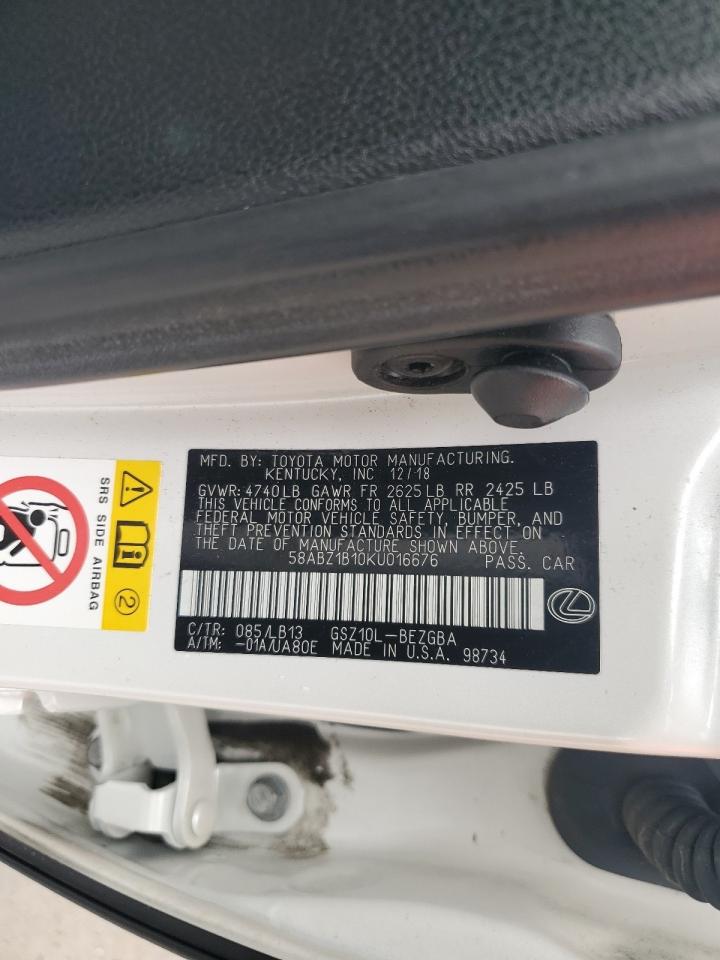 MFD. BY: TOYOTA MOTOR MANUFACTURING.
KENTUCKY, INC 12/18
GVWR: 4740LB GAWR FR 2625LB RR 2425 LB
THIS VEHICLE CONFORMS TO ALL APPLICABLE
FEDERAL MOTOR VEHICLE SAFETY, BUMPER, AND
THEFT PREVENTION STANDARDS IN EFFECT ON
THE DATE OF MANUFACTURE SHOWN ABOVE.
58ABZ1B10KU016676 PASS. CAR
C/TR: 085/LB13 GSZ10L-BEZGBA
A/TM: -01A/UA80E MADE IN U.S.A. 98734
SRS SIDE AIRBAG
2